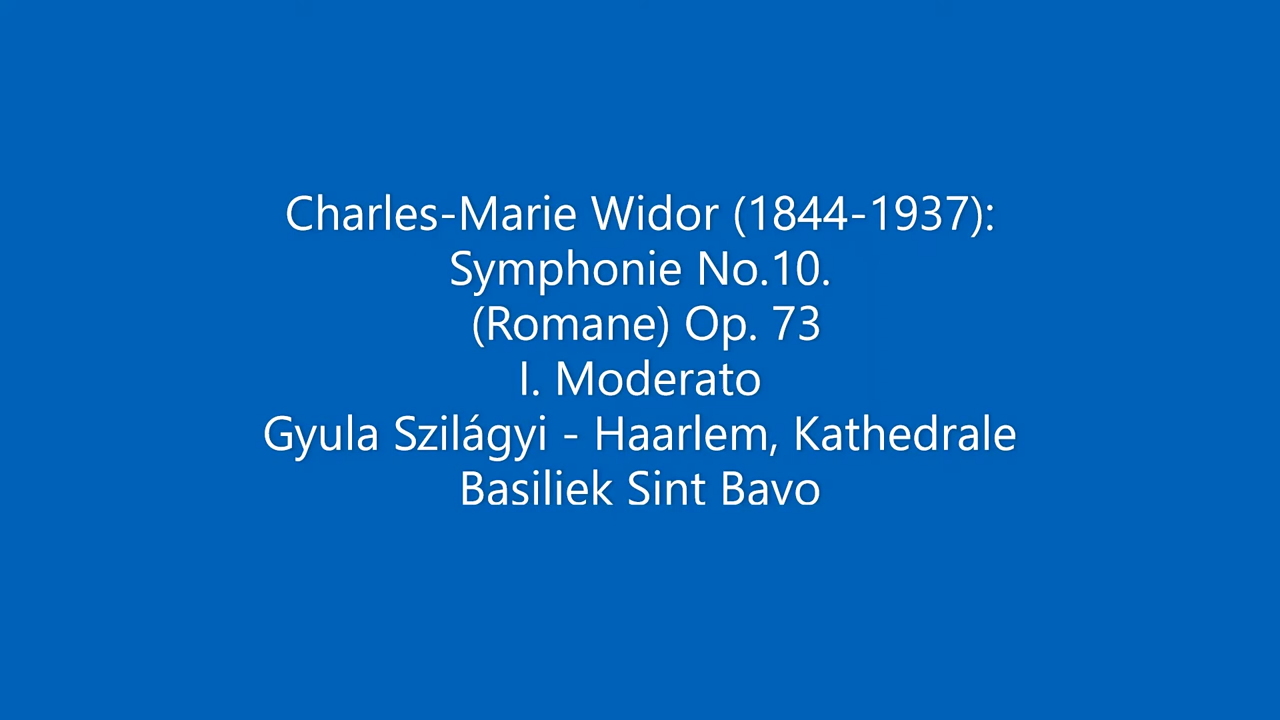 Charles-Marie Widor (1844-1937):
Symphonie No.10.
(Romane) Op. 73
I. Moderato
Gyula Szilágyi - Haarlem, Kathedrale
Basiliek Sint Bavo